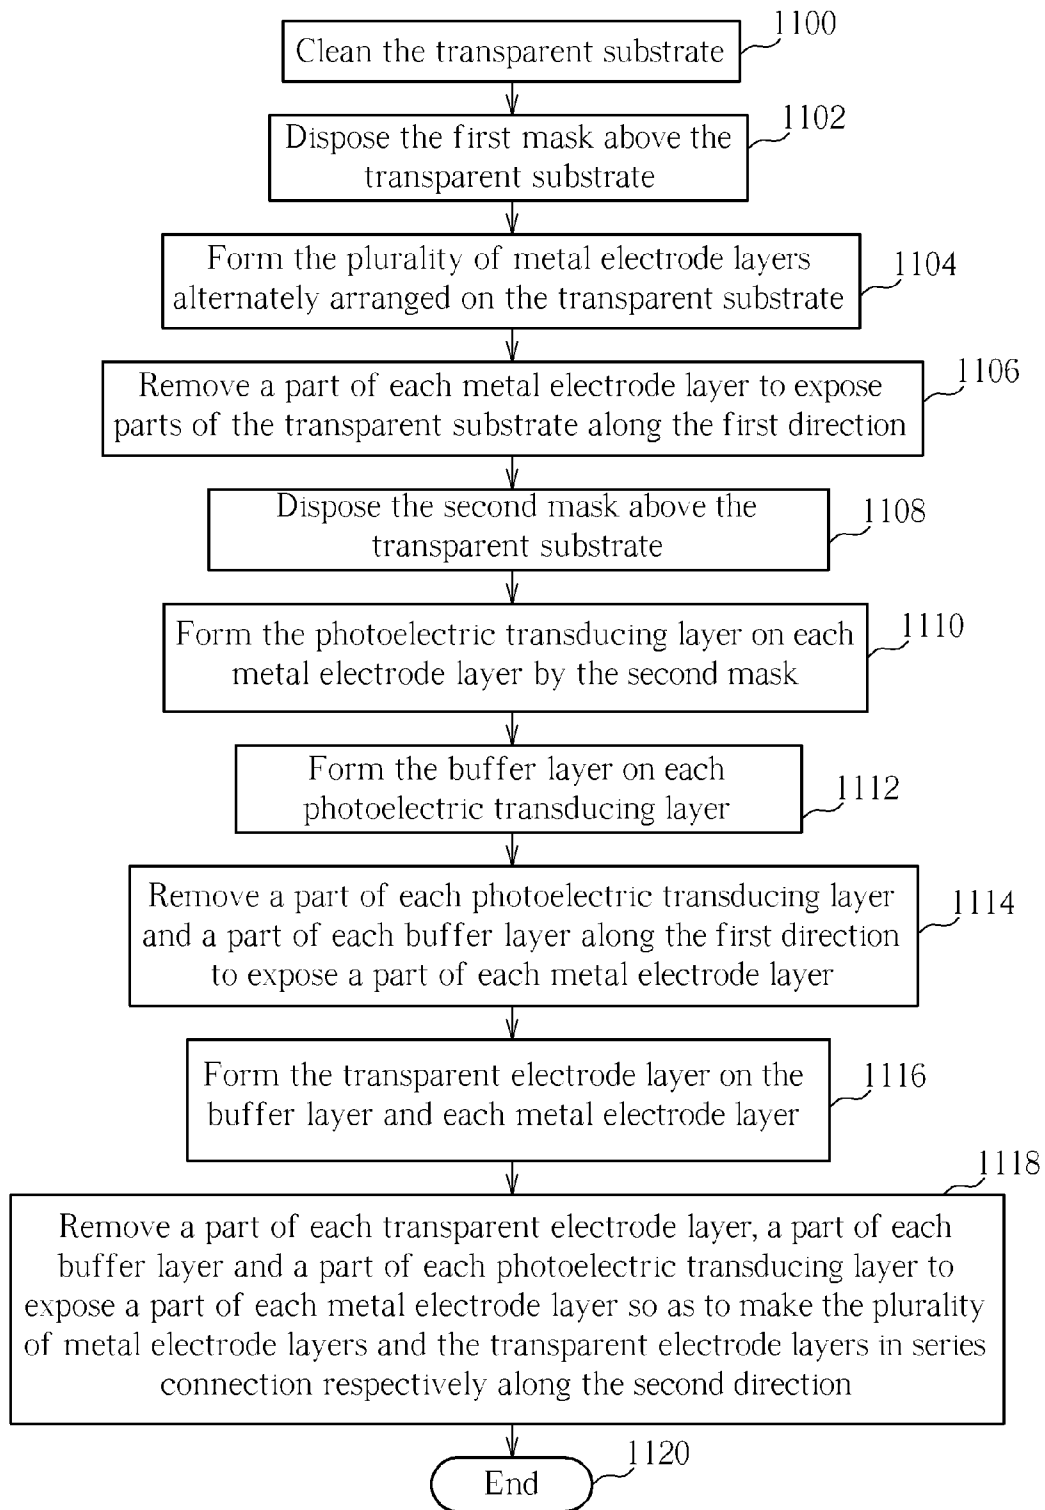 1100
Clean the transparent substrate
1102
Dispose the first mask above the
transparent substrate
1104
Form the plurality of metal electrode layers
alternately arranged on the transparent substrate
1106
Remove a part of each metal electrode layer to expose
parts of the transparent substrate along the first direction
1108
Dispose the second mask above the
transparent substrate
1110
Form the photoelectric transducing layer on each
metal electrode layer by the second mask
1112
Form the buffer layer on each
photoelectric transducing layer
1114
Remove a part of each photoelectric transducing layer
and a part of each buffer layer along the first direction
to expose a part of each metal electrode layer
1116
Form the transparent electrode layer on the
buffer layer and each metal electrode layer
1118
Remove a part of each transparent electrode layer, a part of each
buffer layer and a part of each photoelectric transducing layer to
expose a part of each metal electrode layer so as to make the plurality
of metal electrode layers and the transparent electrode layers in series
connection respectively along the second direction
1120
End